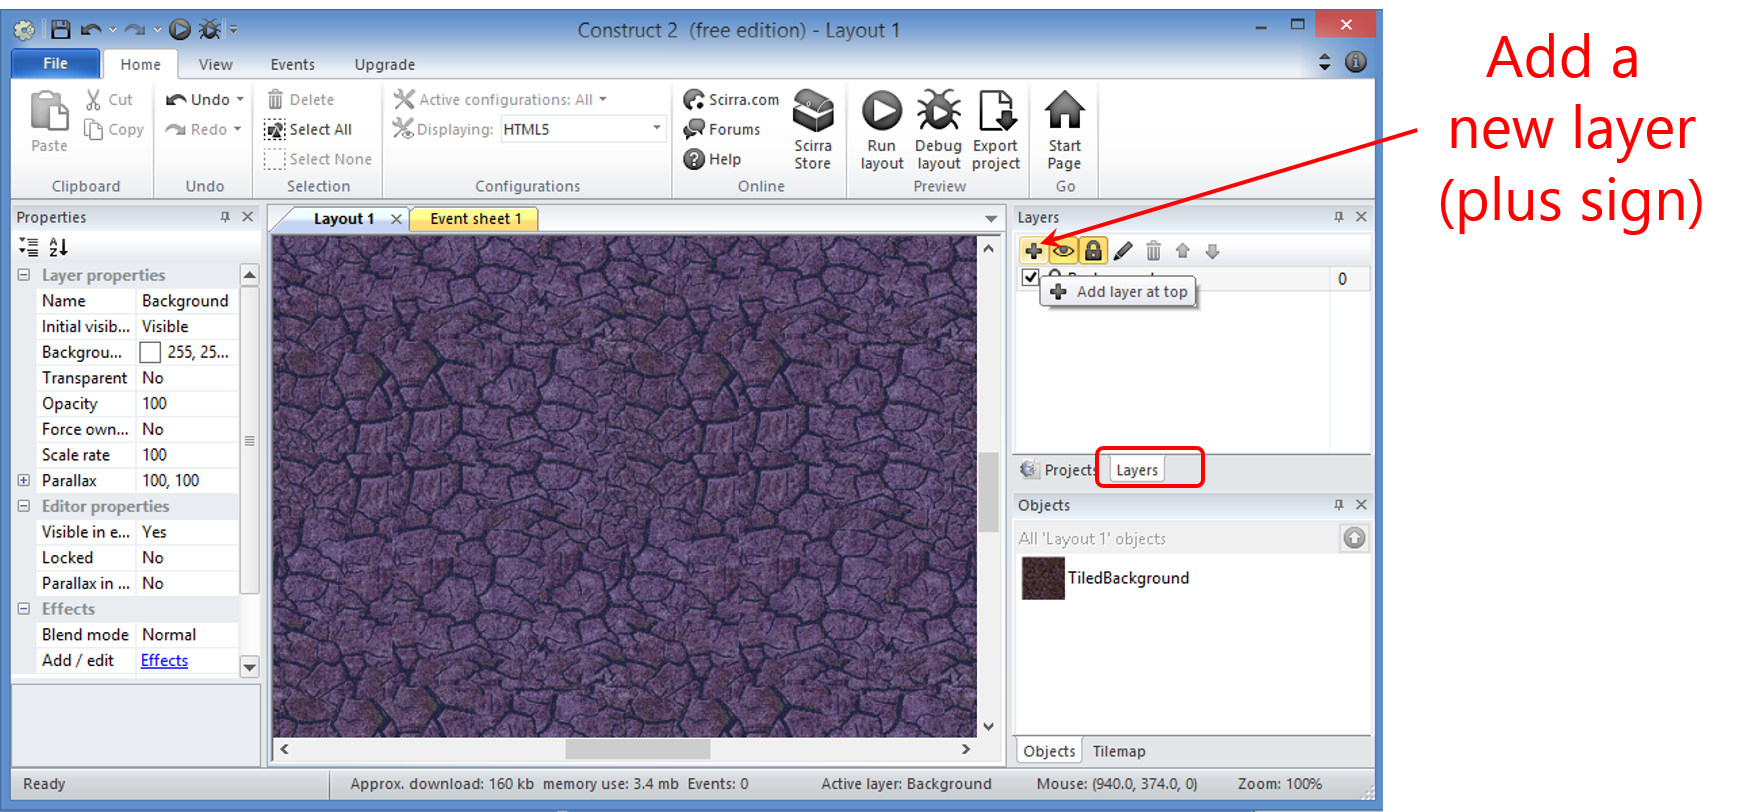 Construct 2 (free edition) - Layout 1
File Home View Events Upgrade
Paste
Cut
Copy
Clipboard
Undo
Redo
Undo
Delete
Select All
Select None
Selection
Active configurations: All
Displaying: HTML5
Configurations
Scirra.com
Forums
Help
Scirra
Store
Online
Run
layout
Debug
layout
Export
project
Preview
Start
Page
Go
Add a
new layer
(plus sign)
Properties
Layer properties
Name Background
Initial visib... Visible
Backgrou... 255, 25...
Transparent No
Opacity 100
Force own... No
Scale rate 100
Parallax 100, 100
Editor properties
Visible in e... Yes
Locked No
Parallax in ... No
Effects
Blend mode Normal
Add / edit Effects
Layout 1 Event sheet 1
Layers
0
Add layer at top
Projects Layers
Objects
All 'Layout 1' objects
TiledBackground
Objects Tilemap
Ready Approx. download: 160 kb memory use: 3.4 mb Events: 0 Active layer: Background Mouse: (940.0, 374.0, 0) Zoom: 100%